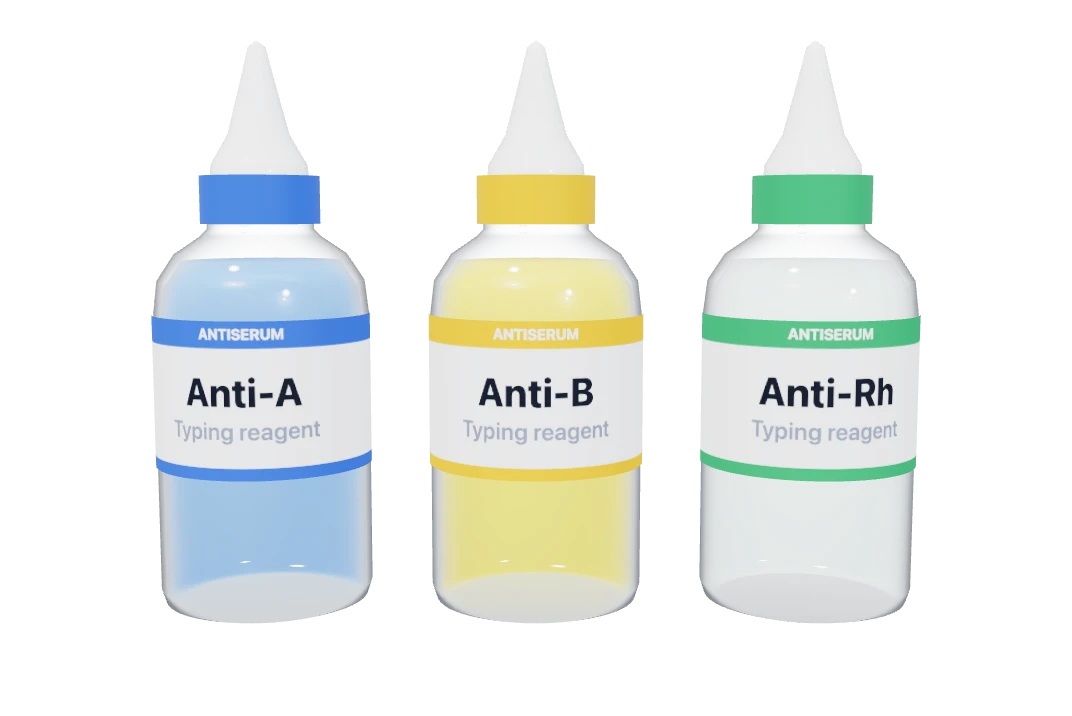 ANTISERUM
Anti-A
Typing reagent
ANTISERUM
Anti-B
Typing reagent
ANTISERUM
Anti-Rh
Typing reagent